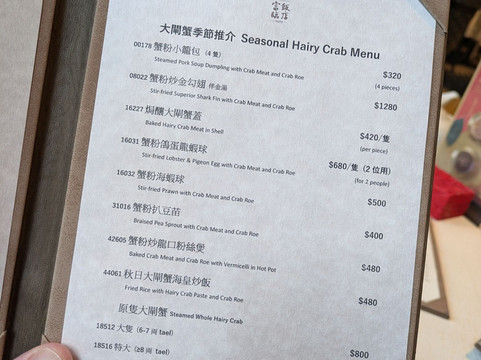 富臨飯店
大閘蟹季節推介 Seasonal Hairy Crab Menu
00178 蟹粉小籠包 (4 隻) $320
Steamed Pork Soup Dumpling with Crab Meat and Crab Roe (4 pieces)
08022 蟹粉炒金勾翅 伴金湯 $1280
Stir-fried Superior Shark Fin with Crab Meat and Crab Roe
16227 焗釀大閘蟹蓋 $420/隻
Baked Hairy Crab Meat in Shell (per piece)
16031 蟹粉鴿蛋龍蝦球 $680/隻 (2 位用)
Stir-fried Lobster & Pigeon Egg with Crab Meat and Crab Roe (for 2 people)
16032 蟹粉海蝦球 $500
Stir-fried Prawn with Crab Meat and Crab Roe
31016 蟹粉扒豆苗 $400
Braised Pea Sprout with Crab Meat and Crab Roe
42605 蟹粉炒龍口粉絲煲 $480
Baked Crab Meat and Crab Roe with Vermicelli in Hot Pot
44061 秋日大閘蟹海皇炒飯 $480
Fried Rice with Hairy Crab Paste and Crab Roe
原隻大閘蟹 Steamed Whole Hairy Crab
18512 大隻 (6-7 両 tael)
18516 特大 (≥8 両 tael) $800